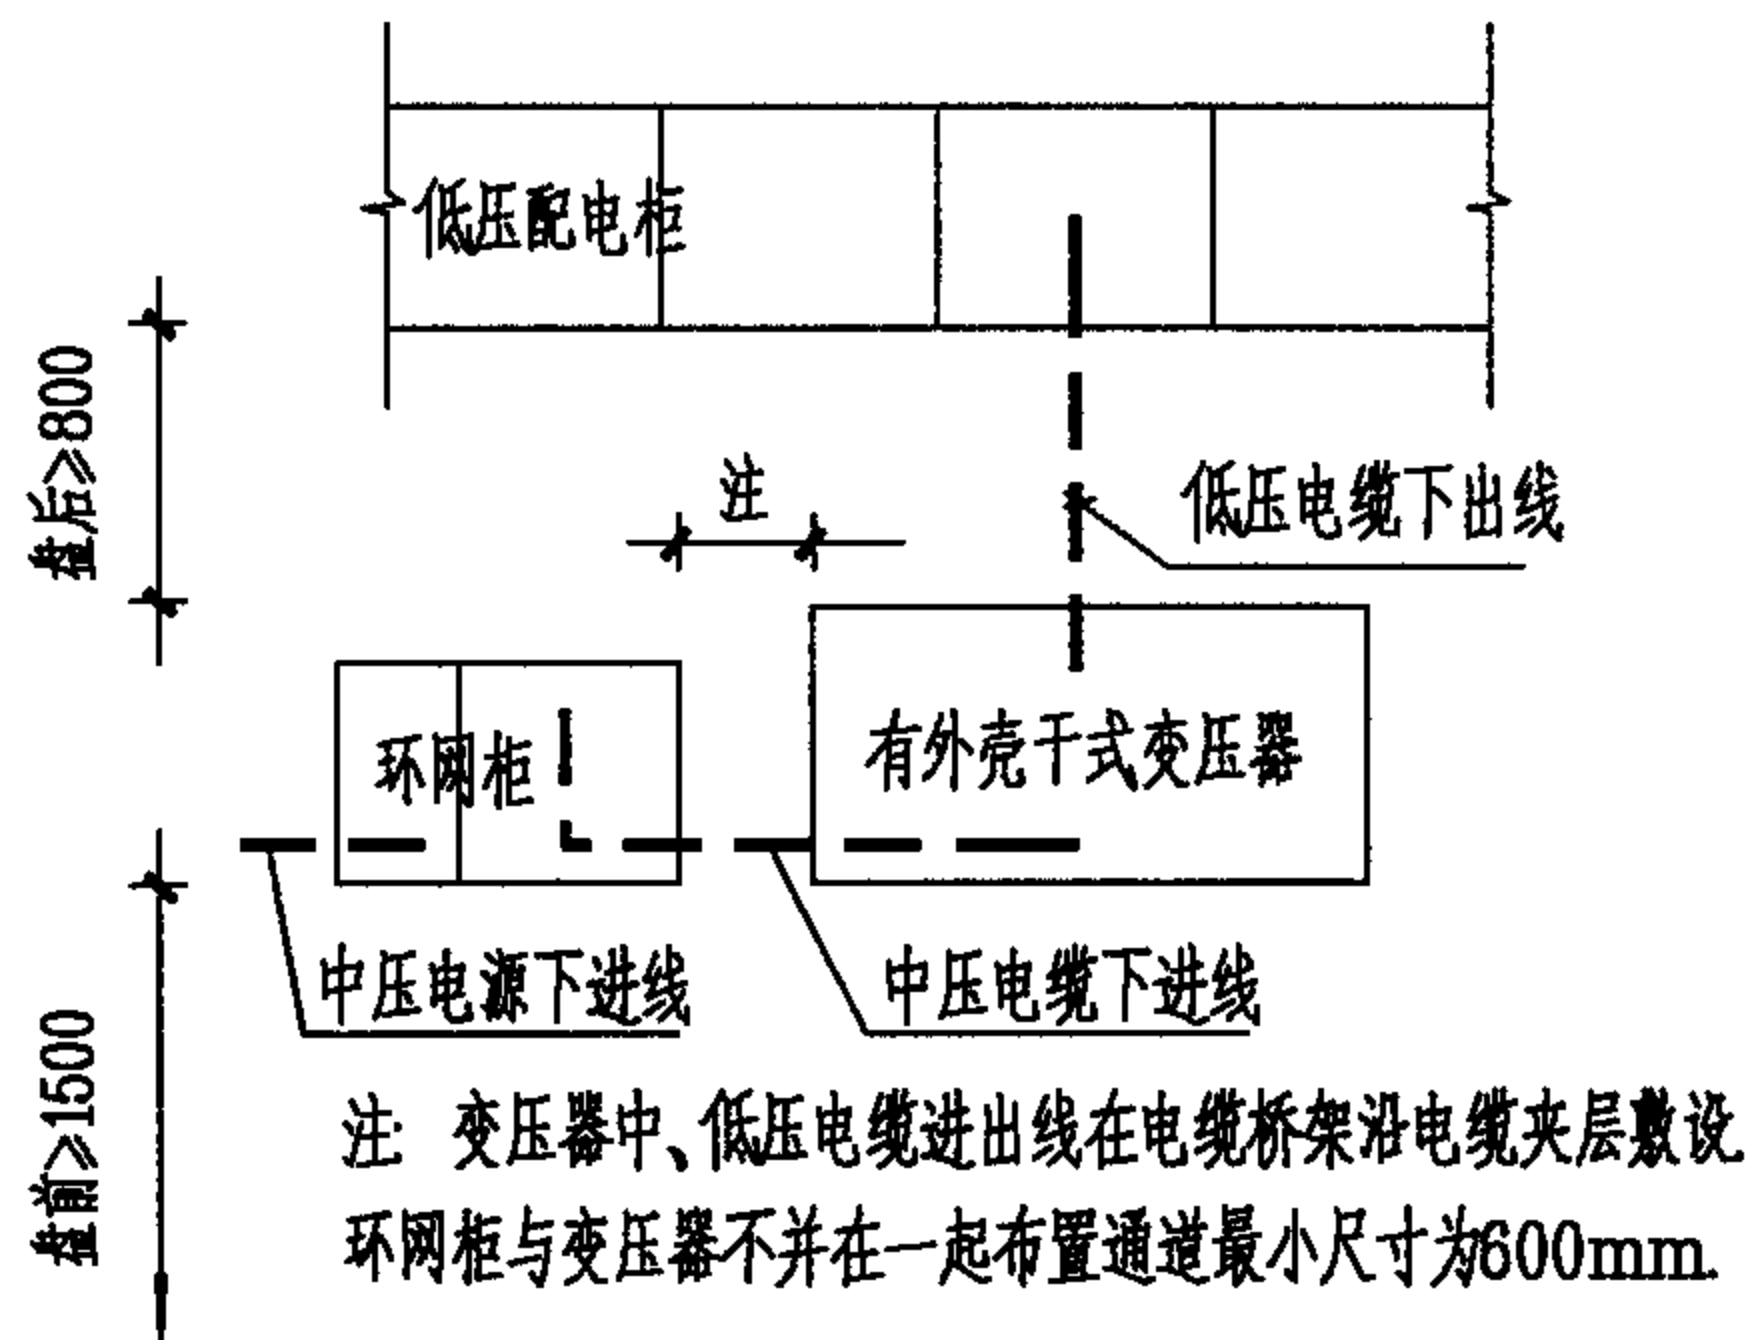 低压配电柜
盘后≥800
注
低压电缆下出线
环网柜
有外壳干式变压器
中压电源下进线
中压电缆下进线
盘前≥1500
注: 变压器中、低压电缆进出线在电缆桥架沿电缆夹层敷设.
环网柜与变压器不并在一起布置通道最小尺寸为600mm.